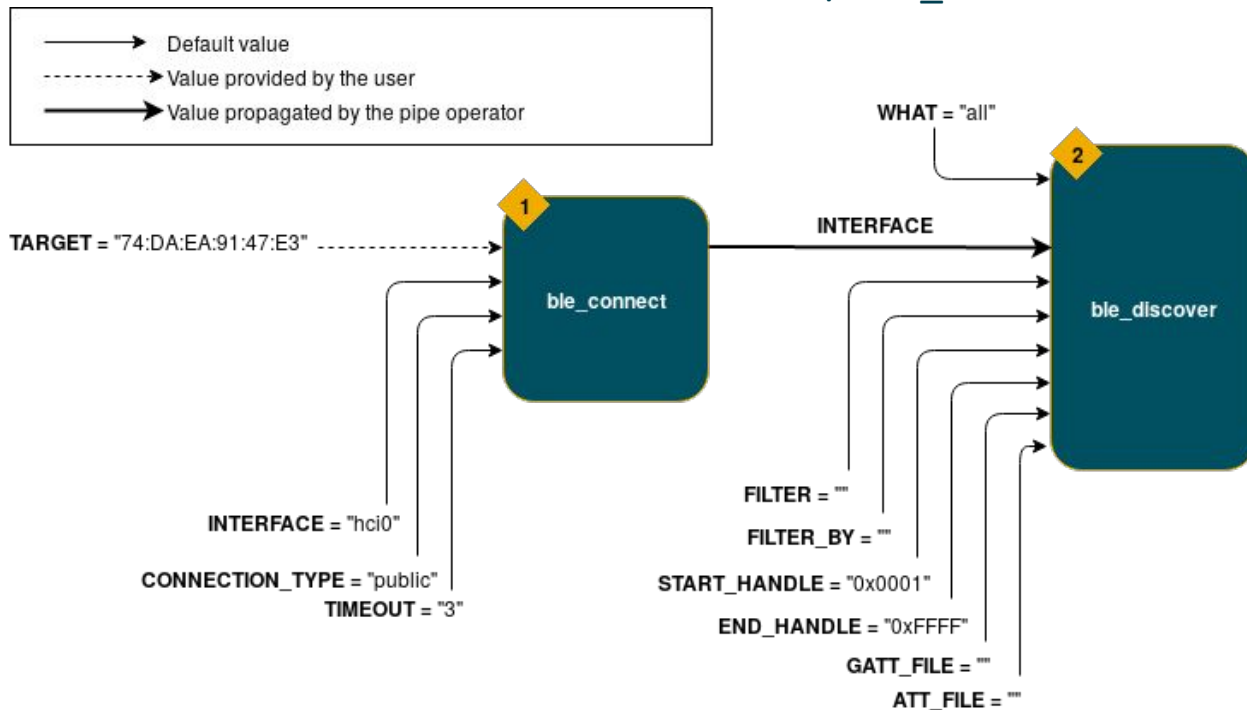 Default value
Value provided by the user
Value propagated by the pipe operator
WHAT = "all"
2
1
TARGET = "74:DA:EA:91:47:E3"
INTERFACE
ble_connect
ble_discover
FILTER = ""
INTERFACE = "hci0"
FILTER_BY = ""
CONNECTION_TYPE = "public"
START_HANDLE = "0x0001"
TIMEOUT = "3"
END_HANDLE = "0xFFFF"
GATT_FILE = ""
ATT_FILE = ""